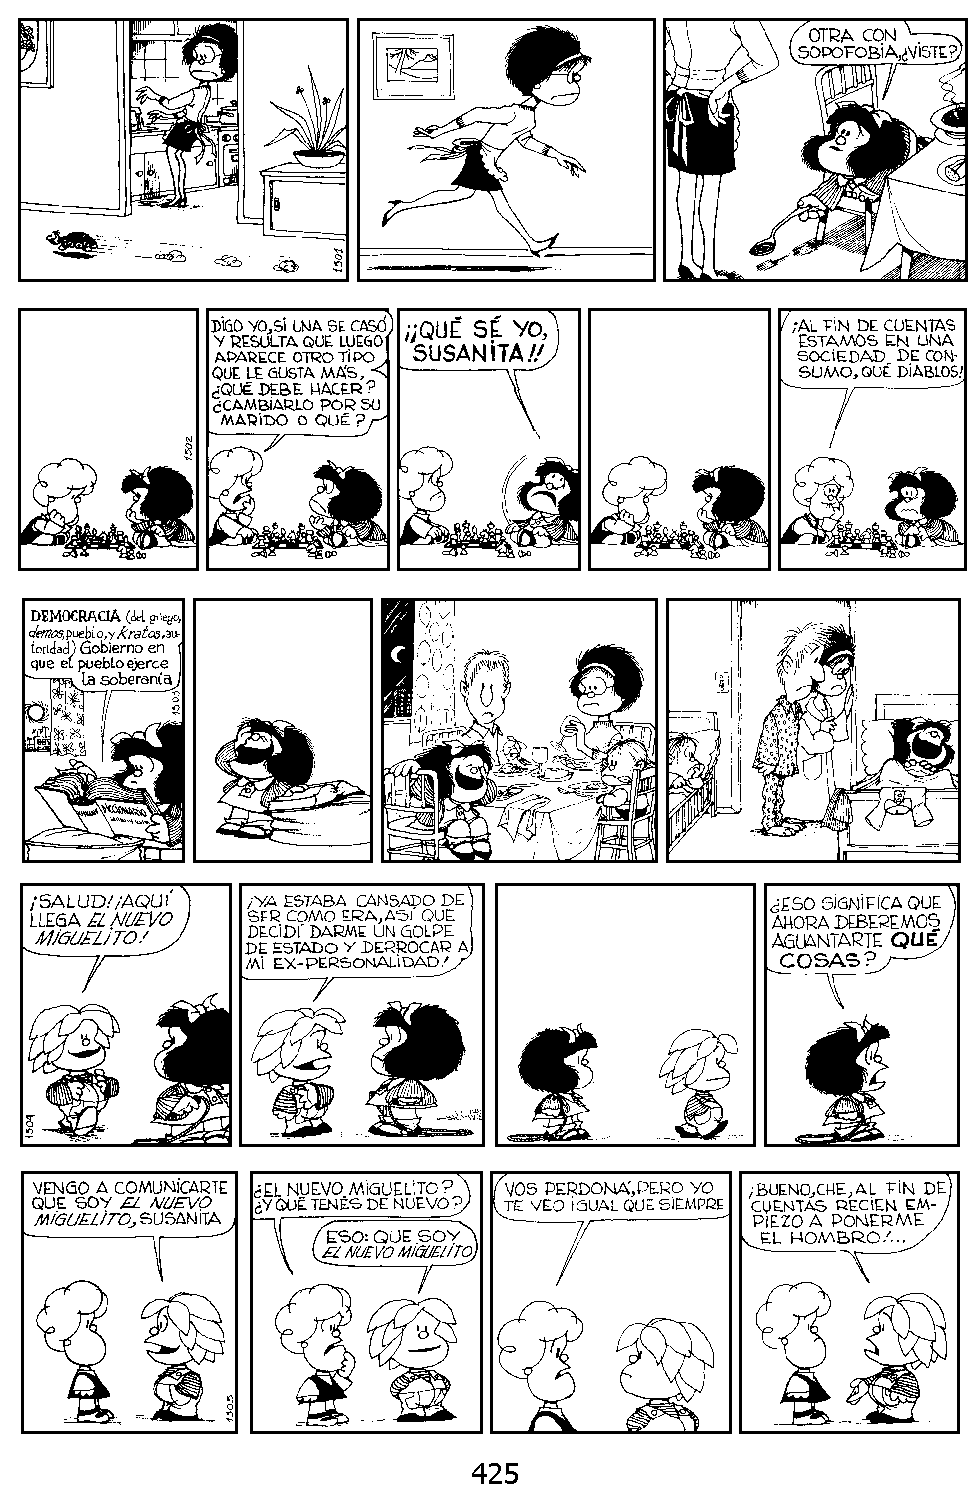 1501
OTRA CON
SOPOFOBÍA,¿VISTE?
1502
DIGO YO, SI UNA SE CASÓ
Y RESULTA QUE LUEGO
APARECE OTRO TIPO
QUE LE GUSTA MÁS,
¿QUÉ DEBE HACER?
¿CAMBIARLO POR SU
MARIDO O QUÉ?
¡¡QUÉ SÉ YO,
SUSANITA!!
¡AL FIN DE CUENTAS
ESTAMOS EN UNA
SOCIEDAD DE CON-
SUMO, QUÉ DIABLOS!
DEMOCRACIA (del griego,
demos, pueblo, y Kratos, au-
toridad) Gobierno en
que el pueblo ejerce
la soberanía
1503
¡SALUD! ¡AQUÍ
LLEGA EL NUEVO
MIGUELITO!
1504
¡YA ESTABA CANSADO DE
SER COMO ERA, ASÍ QUE
DECIDÍ DARME UN GOLPE
DE ESTADO Y DERROCAR A
MI EX-PERSONALIDAD!
¿ESO SIGNIFICA QUE
AHORA DEBEREMOS
AGUANTARTE QUÉ
COSAS?
VENGO A COMUNICARTE
QUE SOY EL NUEVO
MIGUELITO, SUSANITA
1505
¿EL NUEVO MIGUELITO?
¿Y QUÉ TENÉS DE NUEVO?
ESO: QUE SOY
EL NUEVO MIGUELITO
VOS PERDONÁ, PERO YO
TE VEO IGUAL QUE SIEMPRE
¡BUENO, CHE, AL FIN DE
CUENTAS RECIEN EM-
PIEZO A PONERME
EL HOMBRO!...
425